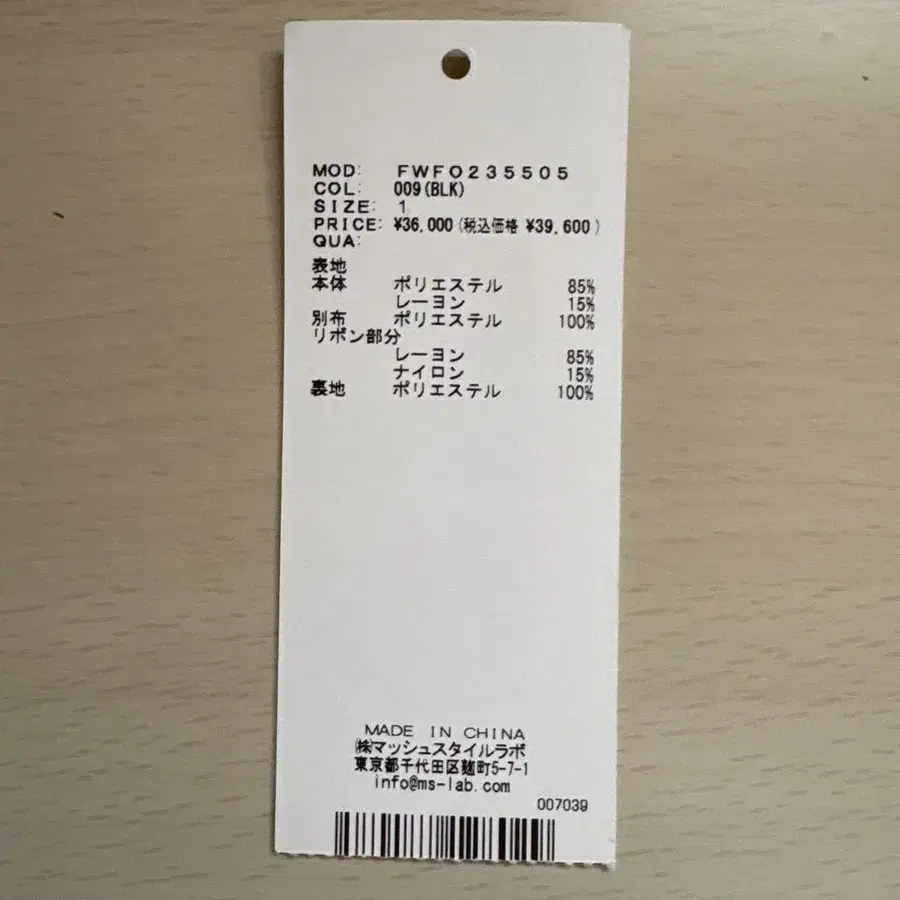 MOD: FWFO235505
COL: 009(BLK)
SIZE: 1
PRICE: ¥36,000(税込価格 ¥39,600)
QUA:
表地
本体 ポリエステル 85%
レーヨン 15%
別布 ポリエステル 100%
リボン部分
レーヨン 85%
ナイロン 15%
裏地 ポリエステル 100%
MADE IN CHINA
㈱マッシュスタイルラボ
東京都千代田区麹町5-7-1
info@ms-lab.com
007039